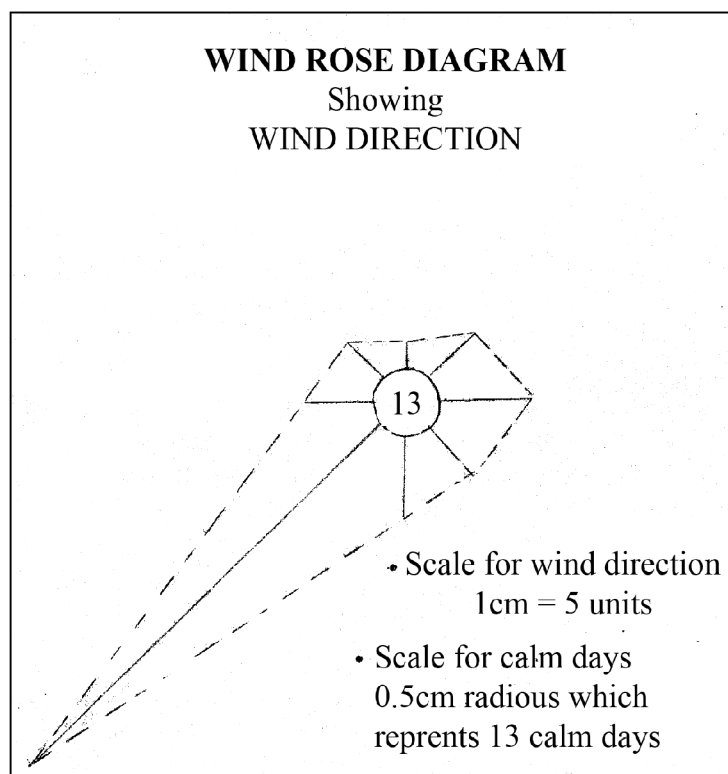 WIND ROSE DIAGRAM
Showing
WIND DIRECTION
13
• Scale for wind direction
1cm = 5 units
• Scale for calm days
0.5cm radious which
reprents 13 calm days